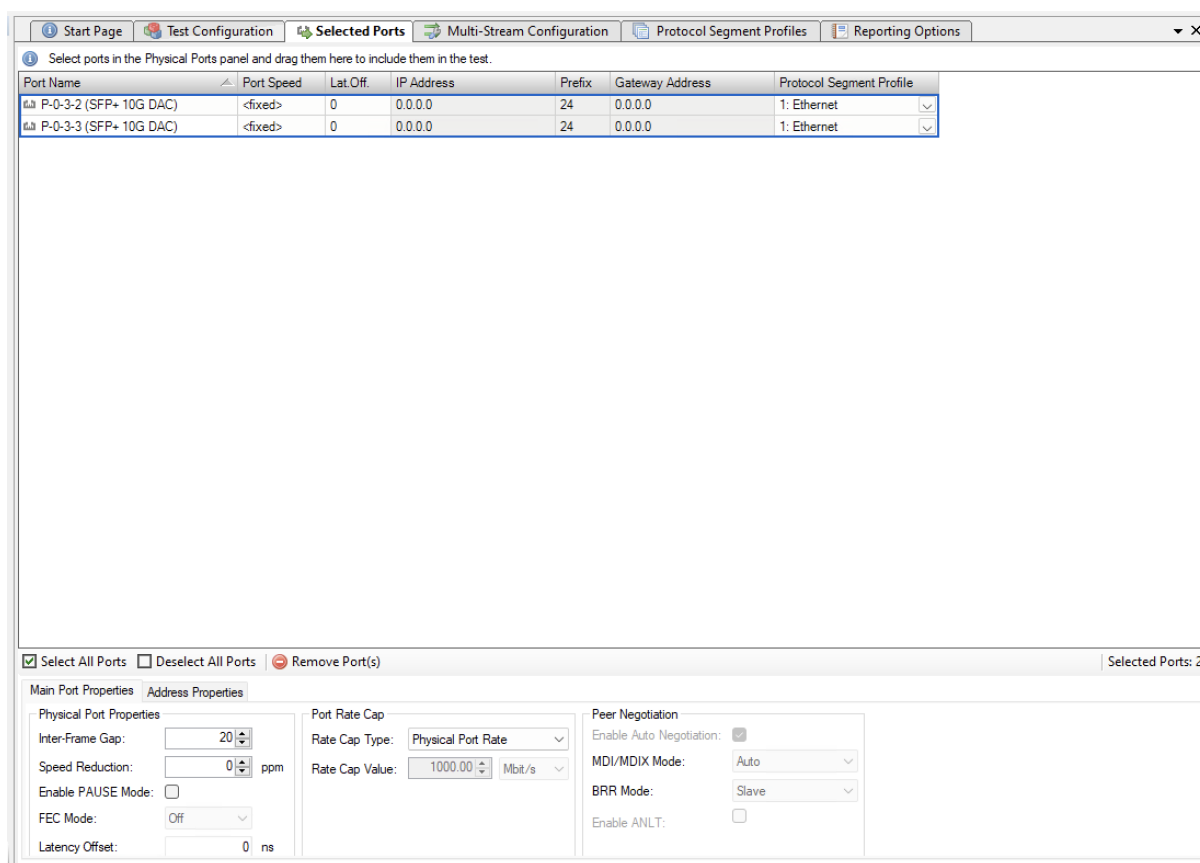 Start Page Test Configuration Selected Ports Multi-Stream Configuration Protocol Segment Profiles Reporting Options
Select ports in the Physical Ports panel and drag them here to include them in the test.
Port Name Port Speed Lat.Off. IP Address Prefix Gateway Address Protocol Segment Profile
P-0-3-2 (SFP+ 10G DAC) <fixed> 0 0.0.0.0 24 0.0.0.0 1: Ethernet
P-0-3-3 (SFP+ 10G DAC) <fixed> 0 0.0.0.0 24 0.0.0.0 1: Ethernet
Select All Ports Deselect All Ports Remove Port(s) Selected Ports: 2
Main Port Properties Address Properties
Physical Port Properties Port Rate Cap Peer Negotiation
Inter-Frame Gap: 20 Rate Cap Type: Physical Port Rate Enable Auto Negotiation:
Speed Reduction: 0 ppm Rate Cap Value: 1000.00 Mbit/s MDI/MDIX Mode: Auto
Enable PAUSE Mode: BRR Mode: Slave
FEC Mode: Off Enable ANLT:
Latency Offset: 0 ns